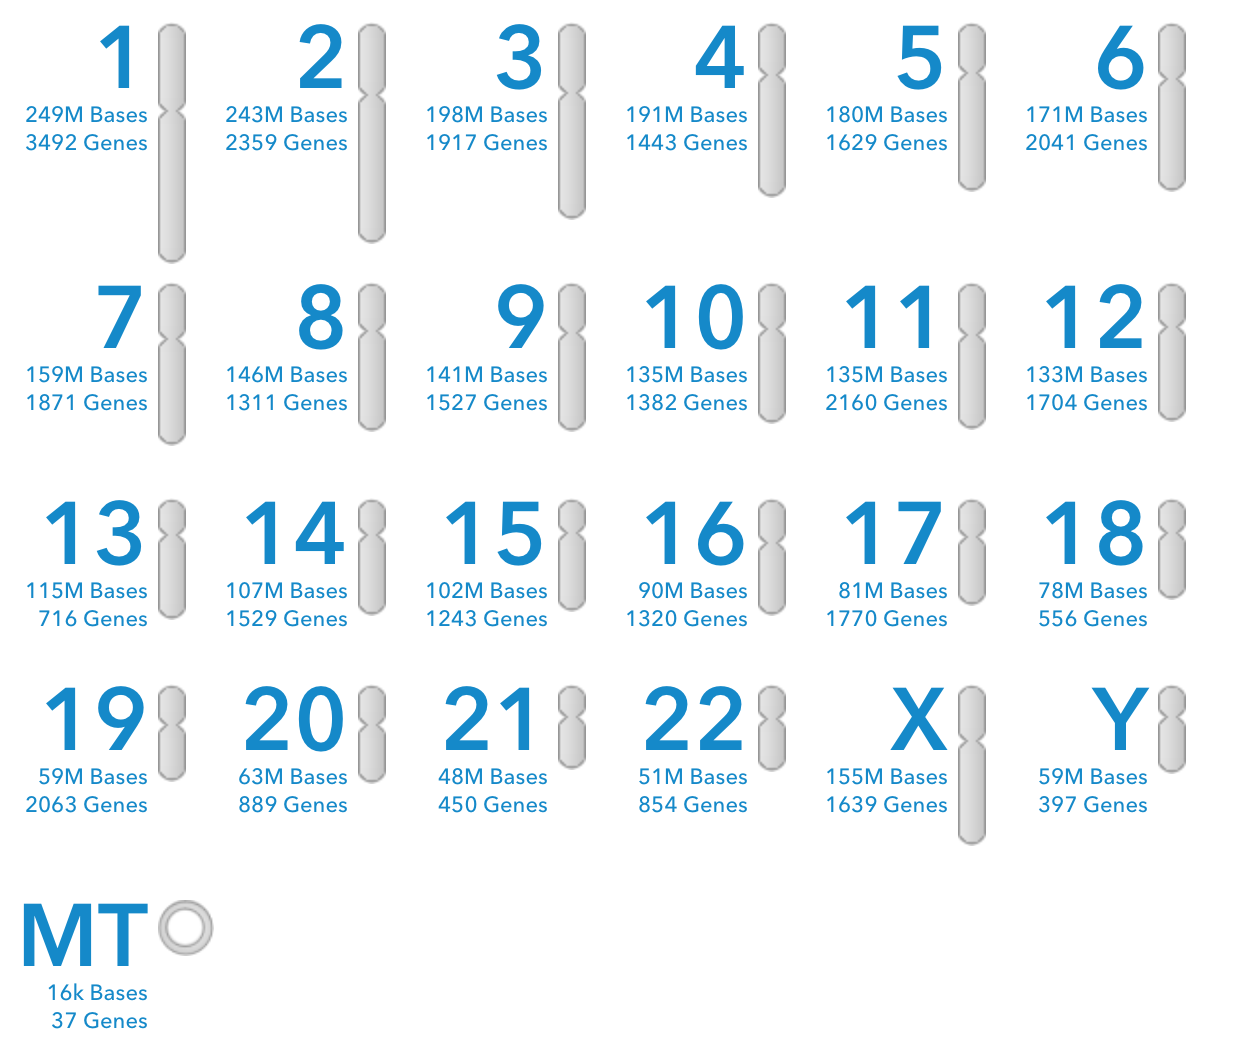 1
249M Bases
3492 Genes
2
243M Bases
2359 Genes
3
198M Bases
1917 Genes
4
191M Bases
1443 Genes
5
180M Bases
1629 Genes
6
171M Bases
2041 Genes
7
159M Bases
1871 Genes
8
146M Bases
1311 Genes
9
141M Bases
1527 Genes
10
135M Bases
1382 Genes
11
135M Bases
2160 Genes
12
133M Bases
1704 Genes
13
115M Bases
716 Genes
14
107M Bases
1529 Genes
15
102M Bases
1243 Genes
16
90M Bases
1320 Genes
17
81M Bases
1770 Genes
18
78M Bases
556 Genes
19
59M Bases
2063 Genes
20
63M Bases
889 Genes
21
48M Bases
450 Genes
22
51M Bases
854 Genes
X
155M Bases
1639 Genes
Y
59M Bases
397 Genes
MT
16k Bases
37 Genes